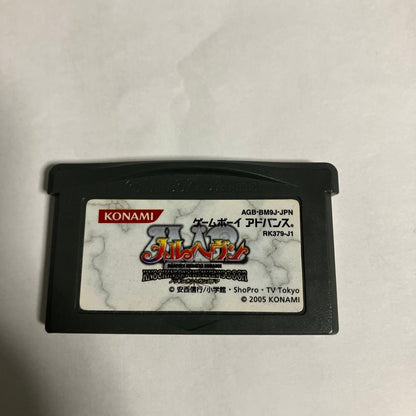 KONAMI
AGB-BM9J-JPN
ゲームボーイ アドバンス®
RK379-J1
メルヘヴン
KNOCKIN' ON HEAVEN'S DOOR
© 安西信行/小学館・ShoPro・TV Tokyo
© 2005 KONAMI